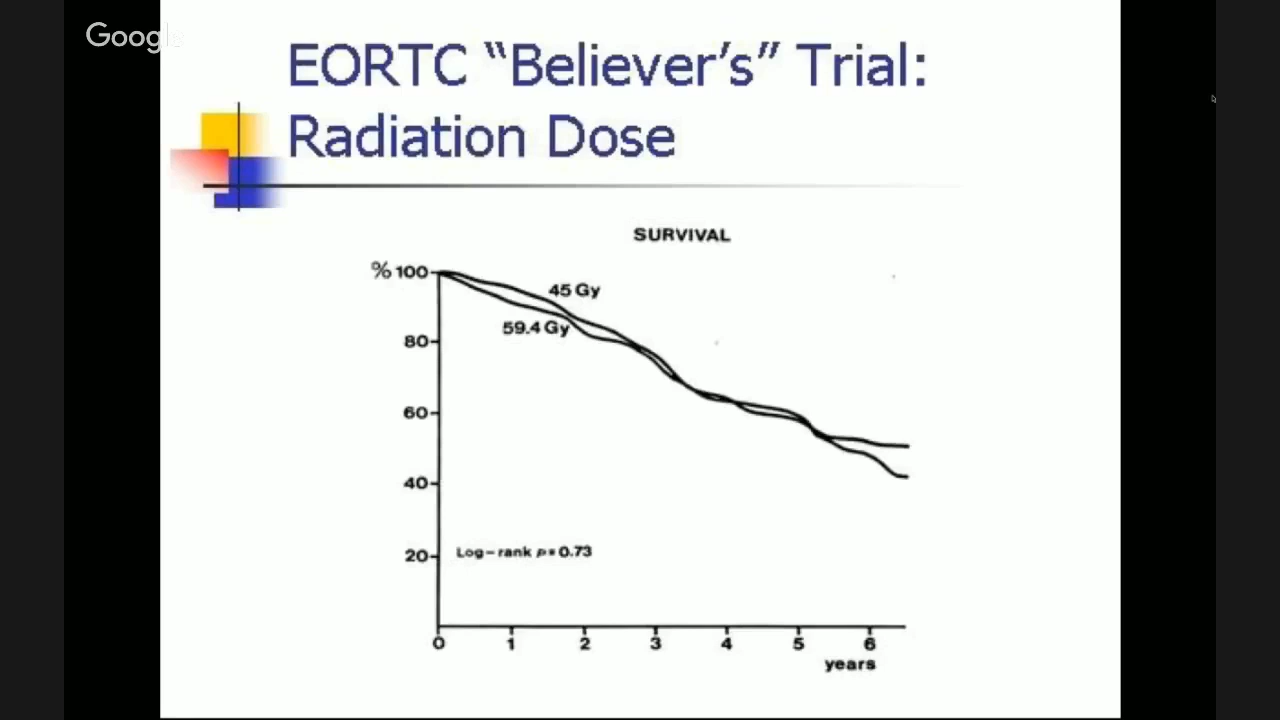 Google
EORTC “Believer’s” Trial:
Radiation Dose
SURVIVAL
% 100
45 Gy
59.4 Gy
80
60
40
20
Log-rank p=0.73
0 1 2 3 4 5 6
years